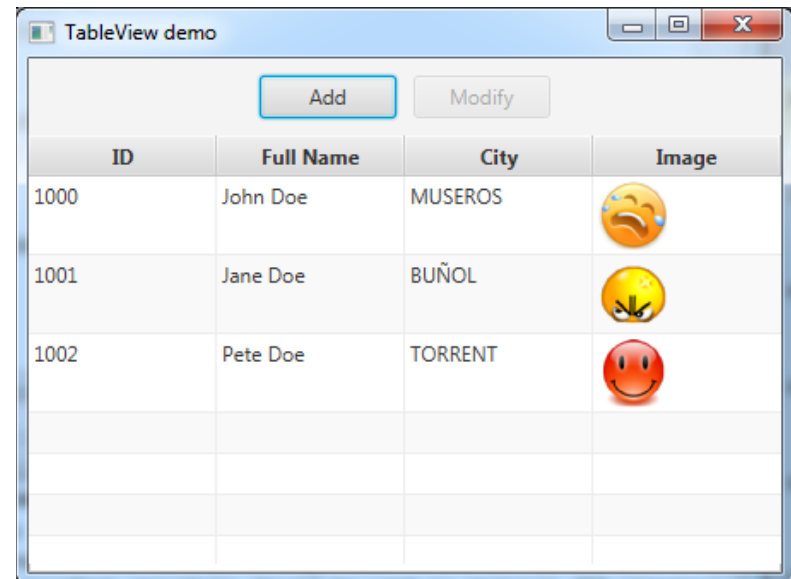 TableView demo
Add Modify
ID Full Name City Image
1000 John Doe MUSEROS
1001 Jane Doe BUÑOL
1002 Pete Doe TORRENT